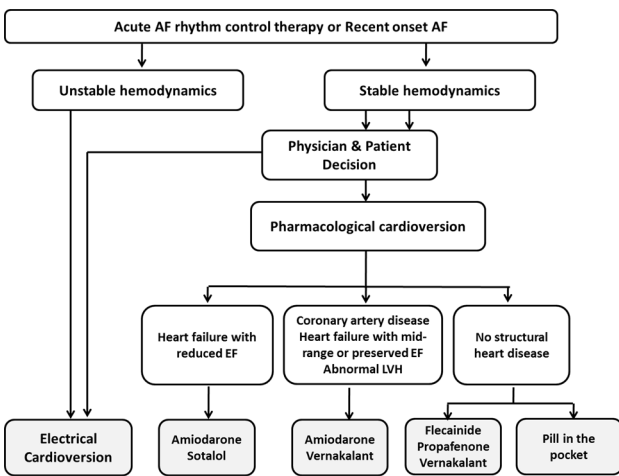 Acute AF rhythm control therapy or Recent onset AF
Unstable hemodynamics
Stable hemodynamics
Physician & Patient
Decision
Pharmacological cardioversion
Heart failure with
reduced EF
Coronary artery disease
Heart failure with mid-
range or preserved EF
Abnormal LVH
No structural
heart disease
Electrical
Cardioversion
Amiodarone
Sotalol
Amiodarone
Vernakalant
Flecainide
Propafenone
Vernakalant
Pill in the
pocket